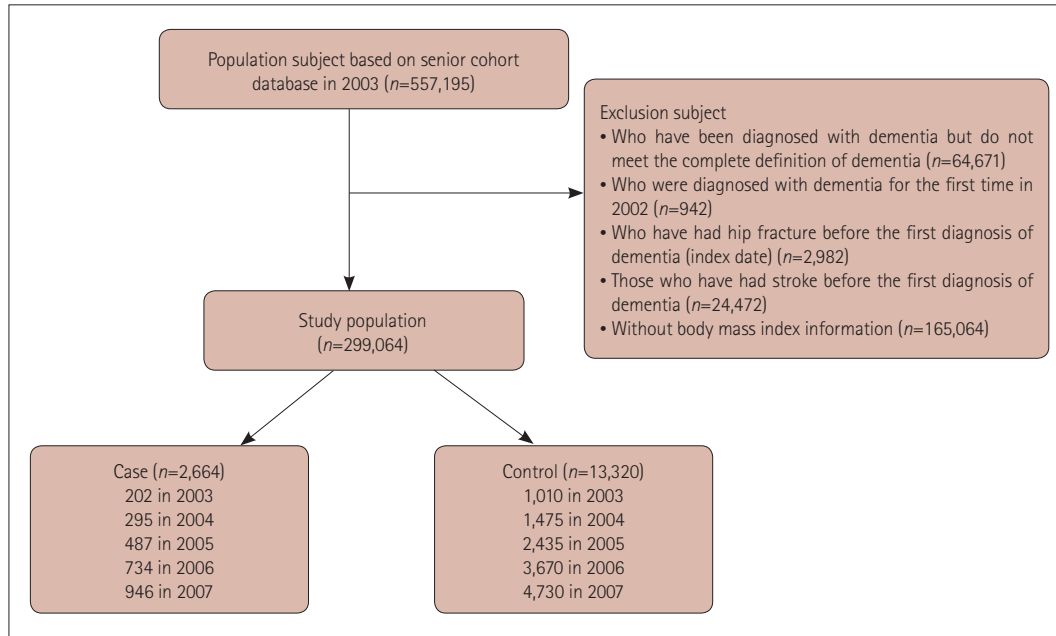 Population subject based on senior cohort
database in 2003 (n=557,195)
Exclusion subject
• Who have been diagnosed with dementia but do not
meet the complete definition of dementia (n=64,671)
• Who were diagnosed with dementia for the first time in
2002 (n=942)
• Who have had hip fracture before the first diagnosis of
dementia (index date) (n=2,982)
• Those who have had stroke before the first diagnosis of
dementia (n=24,472)
• Without body mass index information (n=165,064)
Study population
(n=299,064)
Case (n=2,664)
202 in 2003
295 in 2004
487 in 2005
734 in 2006
946 in 2007
Control (n=13,320)
1,010 in 2003
1,475 in 2004
2,435 in 2005
3,670 in 2006
4,730 in 2007